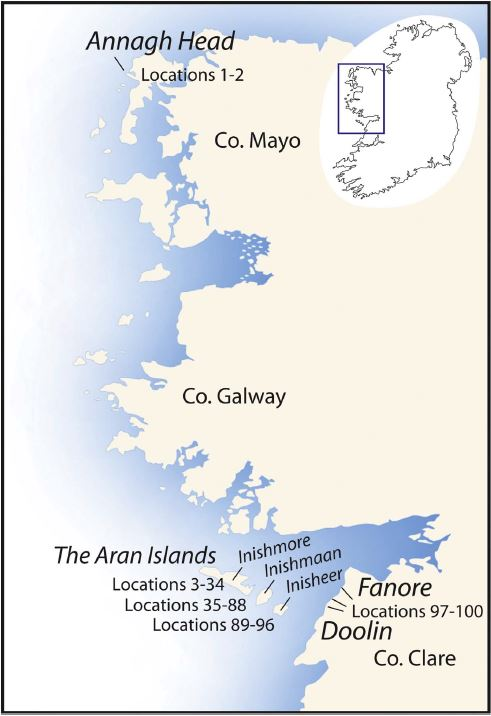 Annagh Head
Locations 1-2
Co. Mayo
Co. Galway
The Aran Islands
Inishmore
Inishmaan
Inisheer
Locations 3-34
Locations 35-88
Locations 89-96
Fanore
Locations 97-100
Doolin
Co. Clare